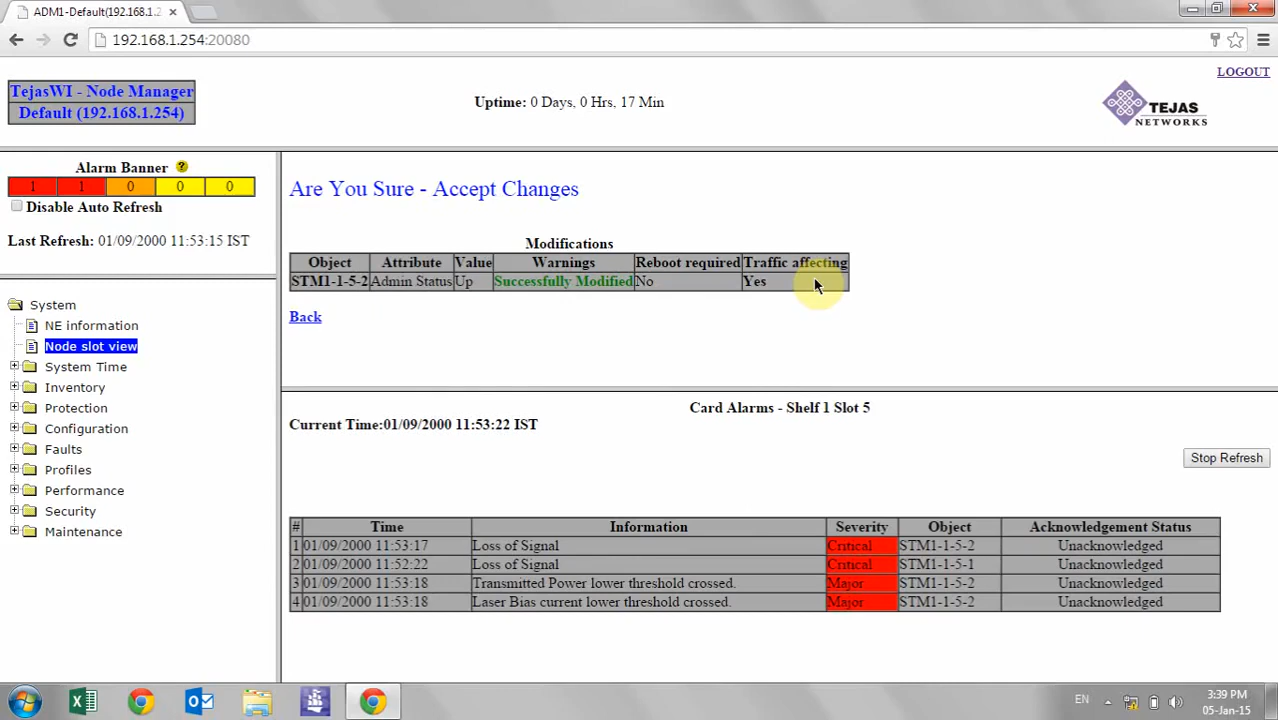 ADM1-Default(192.168.1.2
192.168.1.254:20080
LOGOUT
TejasWI - Node Manager
Default (192.168.1.254)
Uptime: 0 Days, 0 Hrs, 17 Min
TEJAS
NETWORKS
Alarm Banner ?
1 1 0 0 0
Disable Auto Refresh
Last Refresh: 01/09/2000 11:53:15 IST
System
NE information
Node slot view
System Time
Inventory
Protection
Configuration
Faults
Profiles
Performance
Security
Maintenance
Are You Sure - Accept Changes
Modifications
Object Attribute Value Warnings Reboot required Traffic affecting
STM1-1-5-2 Admin Status Up Successfully Modified No Yes
Back
Card Alarms - Shelf 1 Slot 5
Current Time:01/09/2000 11:53:22 IST
Stop Refresh
# Time Information Severity Object Acknowledgement Status
1 01/09/2000 11:53:17 Loss of Signal Critical STM1-1-5-2 Unacknowledged
2 01/09/2000 11:52:22 Loss of Signal Critical STM1-1-5-1 Unacknowledged
3 01/09/2000 11:53:18 Transmitted Power lower threshold crossed. Major STM1-1-5-2 Unacknowledged
4 01/09/2000 11:53:18 Laser Bias current lower threshold crossed. Major STM1-1-5-2 Unacknowledged
EN
3:39 PM
05-Jan-15